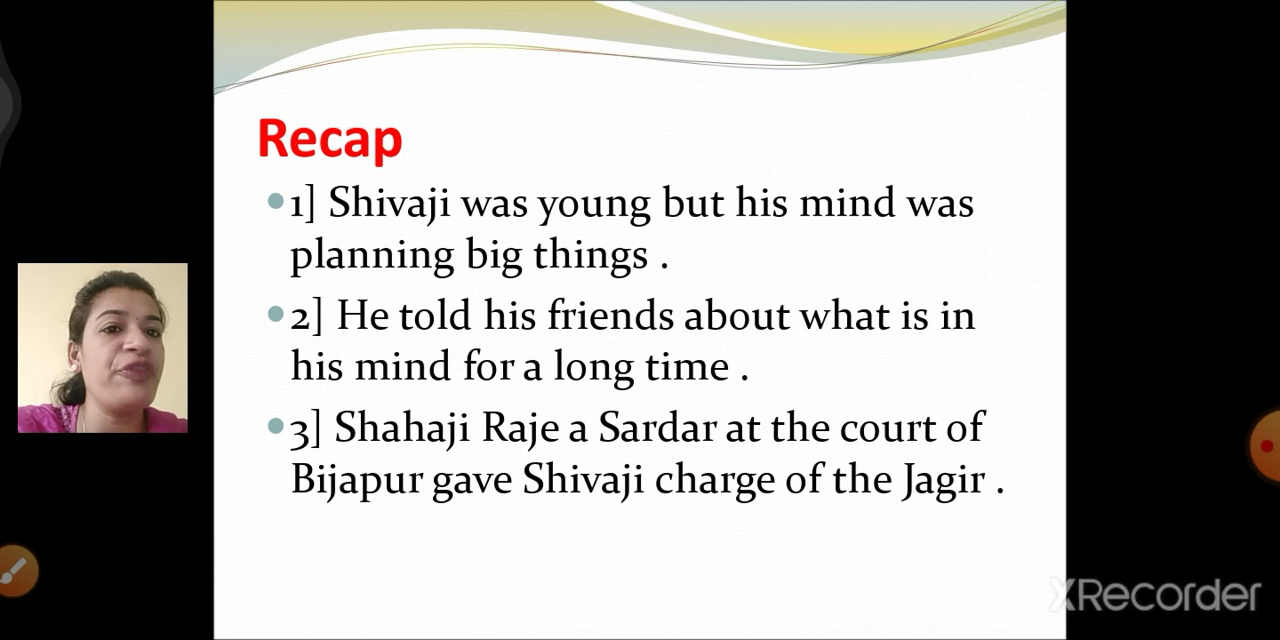 Recap
1] Shivaji was young but his mind was
planning big things .
2] He told his friends about what is in
his mind for a long time .
3] Shahaji Raje a Sardar at the court of
Bijapur gave Shivaji charge of the Jagir .
XRecorder